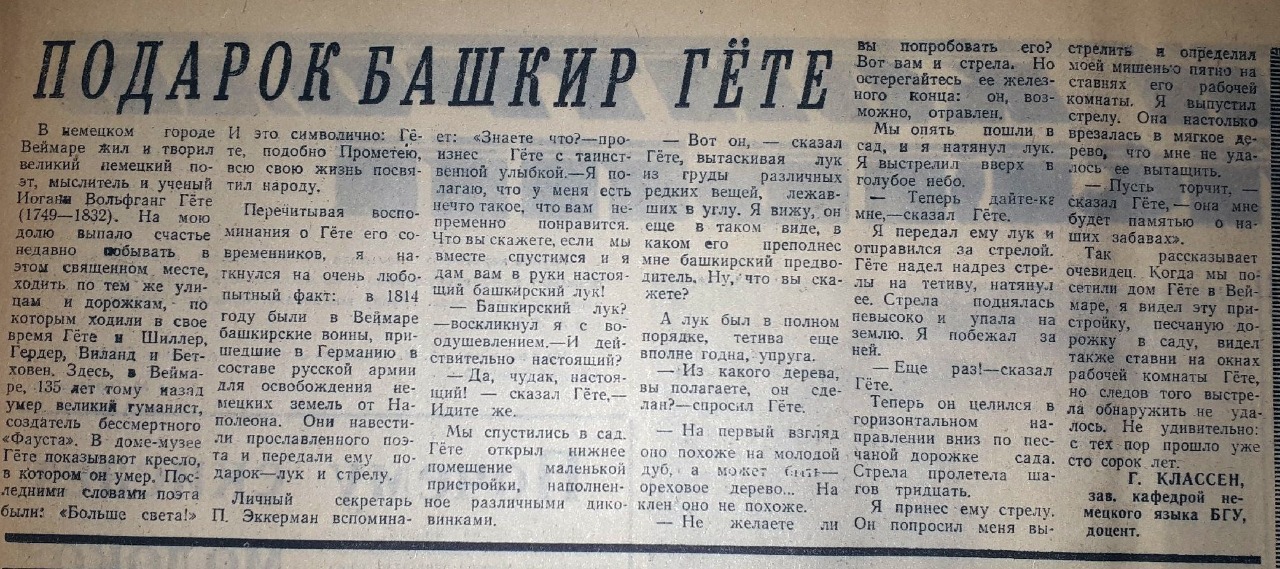 ПОДАРОК БАШКИР ГЁТЕ
В немецком городе
Веймаре жил и творил
великий немецкий по-
эт, мыслитель и ученый
Иоганн Вольфганг Гёте
(1749—1832). На мою
долю выпало счастье
недавно побывать в
этом священном месте,
ходить по тем же ули-
цам и дорожкам, по
которым ходили в свое
время Гёте и Шиллер,
Гердер, Виланд и Бет-
ховен. Здесь, в Вейма-
ре, 135 лет тому назад
умер великий гуманист,
создатель бессмертного
«Фауста». В доме-музее
Гёте показывают кресло,
в котором он умер. Пос-
ледними словами поэта
были: «Больше света!»
И это символично: Гё-
те, подобно Прометею,
всю свою жизнь посвя-
тил народу.
Перечитывая воспо-
минания о Гёте его со-
временников, я на-
ткнулся на очень любо-
пытный факт: в 1814
году были в Веймаре
башкирские воины, при-
шедшие в Германию в
составе русской армии
для освобождения не-
мецких земель от На-
полеона. Они навести-
ли прославленного поэ-
та и передали ему по-
дарок—лук и стрелу.
Личный секретарь
П. Эккерман вспомина-
ет: «Знаете что?—про-
изнес Гёте с таинст-
венной улыбкой.—Я по-
лагаю, что у меня есть
нечто такое, что вам не-
пременно понравится.
Что вы скажете, если мы
вместе спустимся и я
дам вам в руки настоя-
щий башкирский лук!
— Башкирский лук?
—воскликнул я с во-
одушевлением.—И дей-
ствительно настоящий?
— Да, чудак, настоя-
щий! — сказал Гёте,—
Идите же.
Мы спустились в сад.
Гёте открыл нижнее
помещение маленькой
пристройки, наполнен-
ное различными дико-
винками.
— Вот он, — сказал
Гёте, вытаскивая лук
из груды различных
редких вещей, лежав-
ших в углу. Я вижу, он
еще в таком виде, в
каком его преподнес
мне башкирский предво-
дитель. Ну, что вы ска-
жете?
А лук был в полном
порядке, тетива еще
вполне годна, упруга.
— Из какого дерева,
вы полагаете, он сде-
лан?—спросил Гёте.
— На первый взгляд
оно похоже на молодой
дуб, а может быть—
ореховое дерево... На
клен оно не похоже.
— Не желаете ли
вы попробовать его?
Вот вам и стрела. Но
остерегайтесь ее желез-
ного конца: он, воз-
можно, отравлен.
Мы опять пошли в
сад, и я натянул лук.
Я выстрелил вверх в
голубое небо.
— Теперь дайте-ка
мне,—сказал Гёте.
Я передал ему лук и
отправился за стрелой.
Гёте надел надрез стре-
лы на тетиву, натянул
ее. Стрела поднялась
невысоко и упала на
землю. Я побежал за
ней.
— Еще раз!—сказал
Гёте.
Теперь он целился в
горизонтальном на-
правлении вниз по пес-
чаной дорожке сада.
Стрела пролетела ша-
гов тридцать.
Я принес ему стрелу.
Он попросил меня вы-
стрелить и определил
моей мишенью пятно на
ставнях его рабочей
комнаты. Я выпустил
стрелу. Она настолько
врезалась в мягкое де-
рево, что мне не уда-
лось ее вытащить.
— Пусть торчит, —
сказал Гёте,—она мне
будет памятью о на-
ших забавах».
Так рассказывает
очевидец. Когда мы по-
сетили дом Гёте в Вей-
маре, я видел эту при-
стройку, песчаную до-
рожку в саду, видел
также ставни на окнах
рабочей комнаты Гёте,
но следов того выстре-
ла обнаружить не уда-
лось. Не удивительно:
с тех пор прошло уже
сто сорок лет.
Г. КЛАССЕН,
зав. кафедрой не-
мецкого языка БГУ,
доцент.